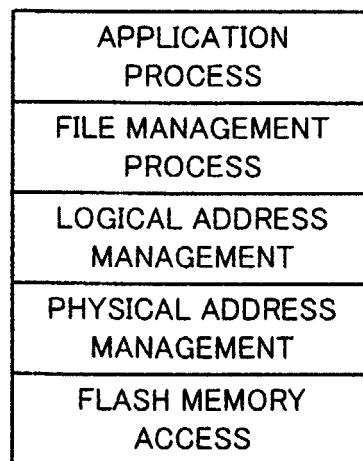 APPLICATION
PROCESS
FILE MANAGEMENT
PROCESS
LOGICAL ADDRESS
MANAGEMENT
PHYSICAL ADDRESS
MANAGEMENT
FLASH MEMORY
ACCESS